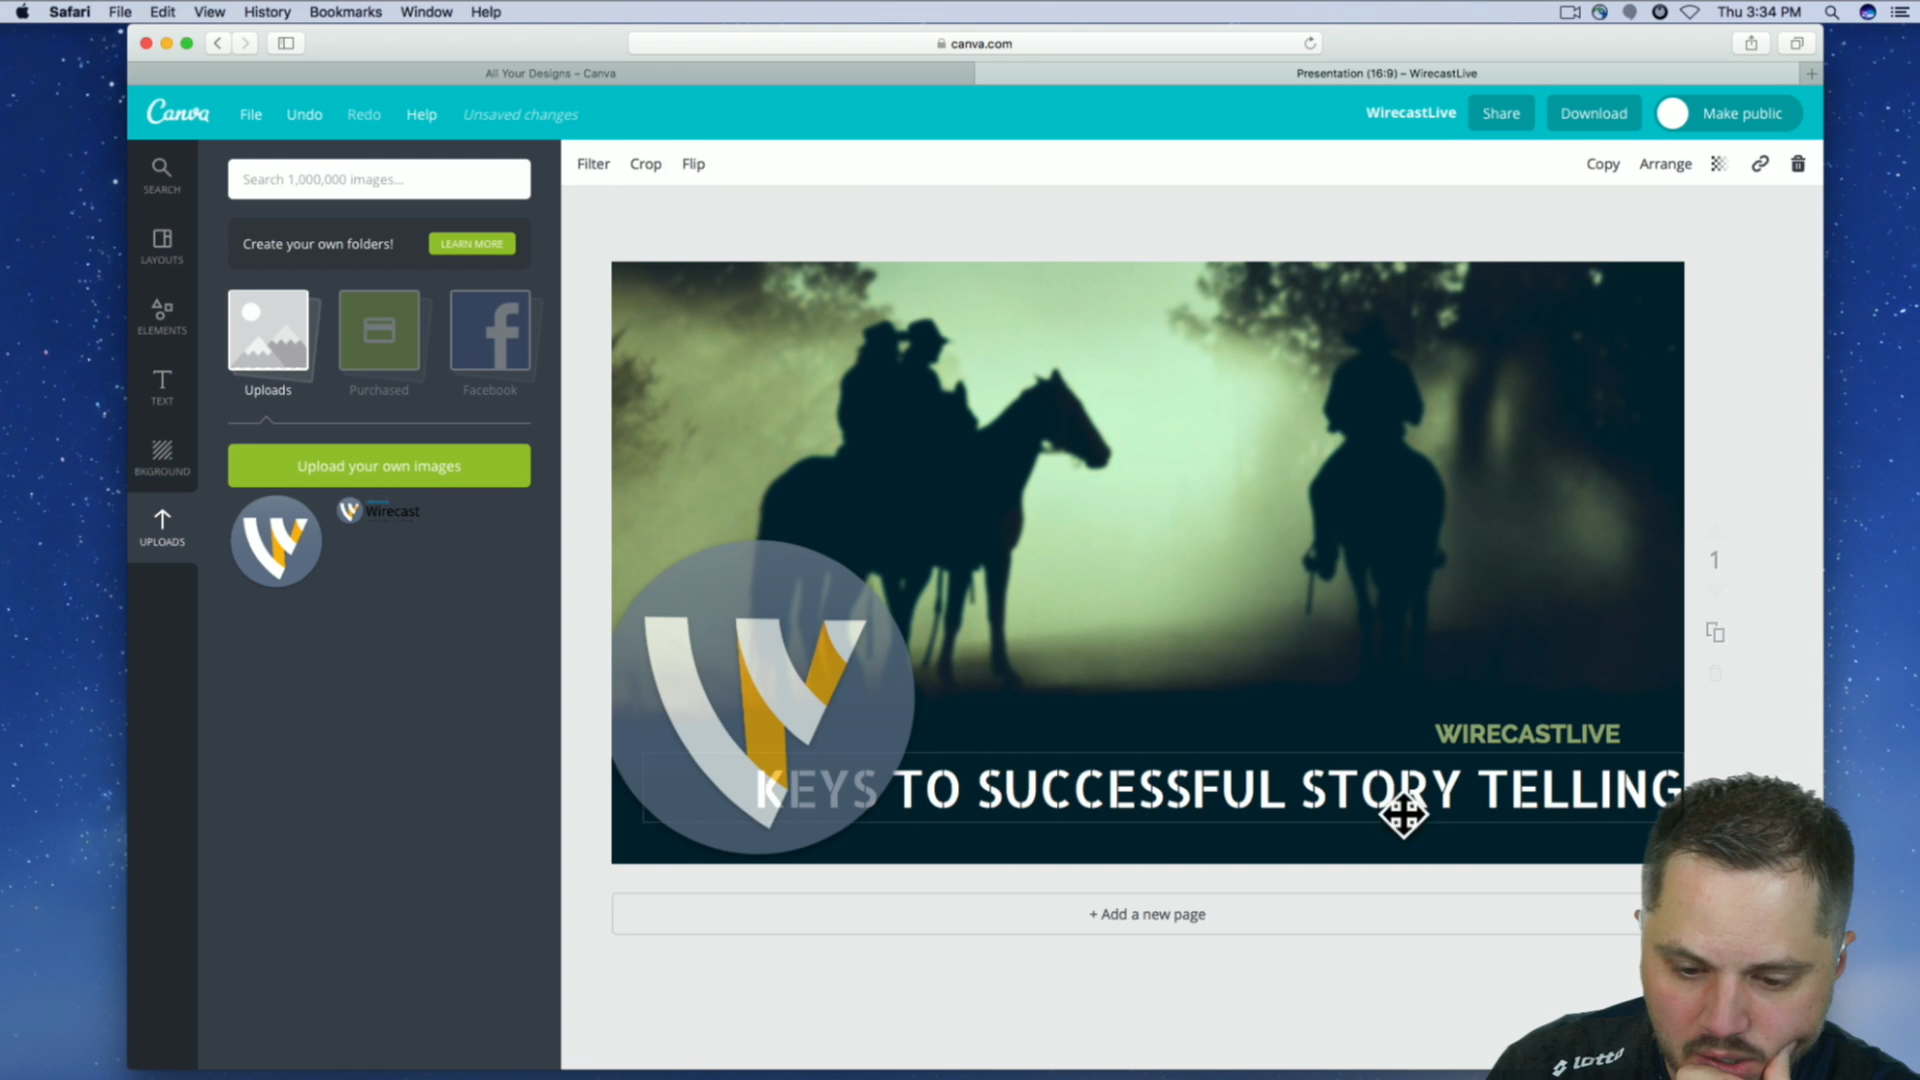 Safari File Edit View History Bookmarks Window Help Thu 3:34 PM
canva.com
All Your Designs – Canva Presentation (16:9) – WirecastLive
Canva File Undo Redo Help Unsaved changes WirecastLive Share Download Make public
Filter Crop Flip Copy Arrange
SEARCH
LAYOUTS
ELEMENTS
TEXT
BKGROUND
UPLOADS
Search 1,000,000 images...
Create your own folders! LEARN MORE
Uploads Purchased Facebook
Upload your own images
Wirecast
1
WIRECASTLIVE
KEYS TO SUCCESSFUL STORY TELLING
+ Add a new page
lotto